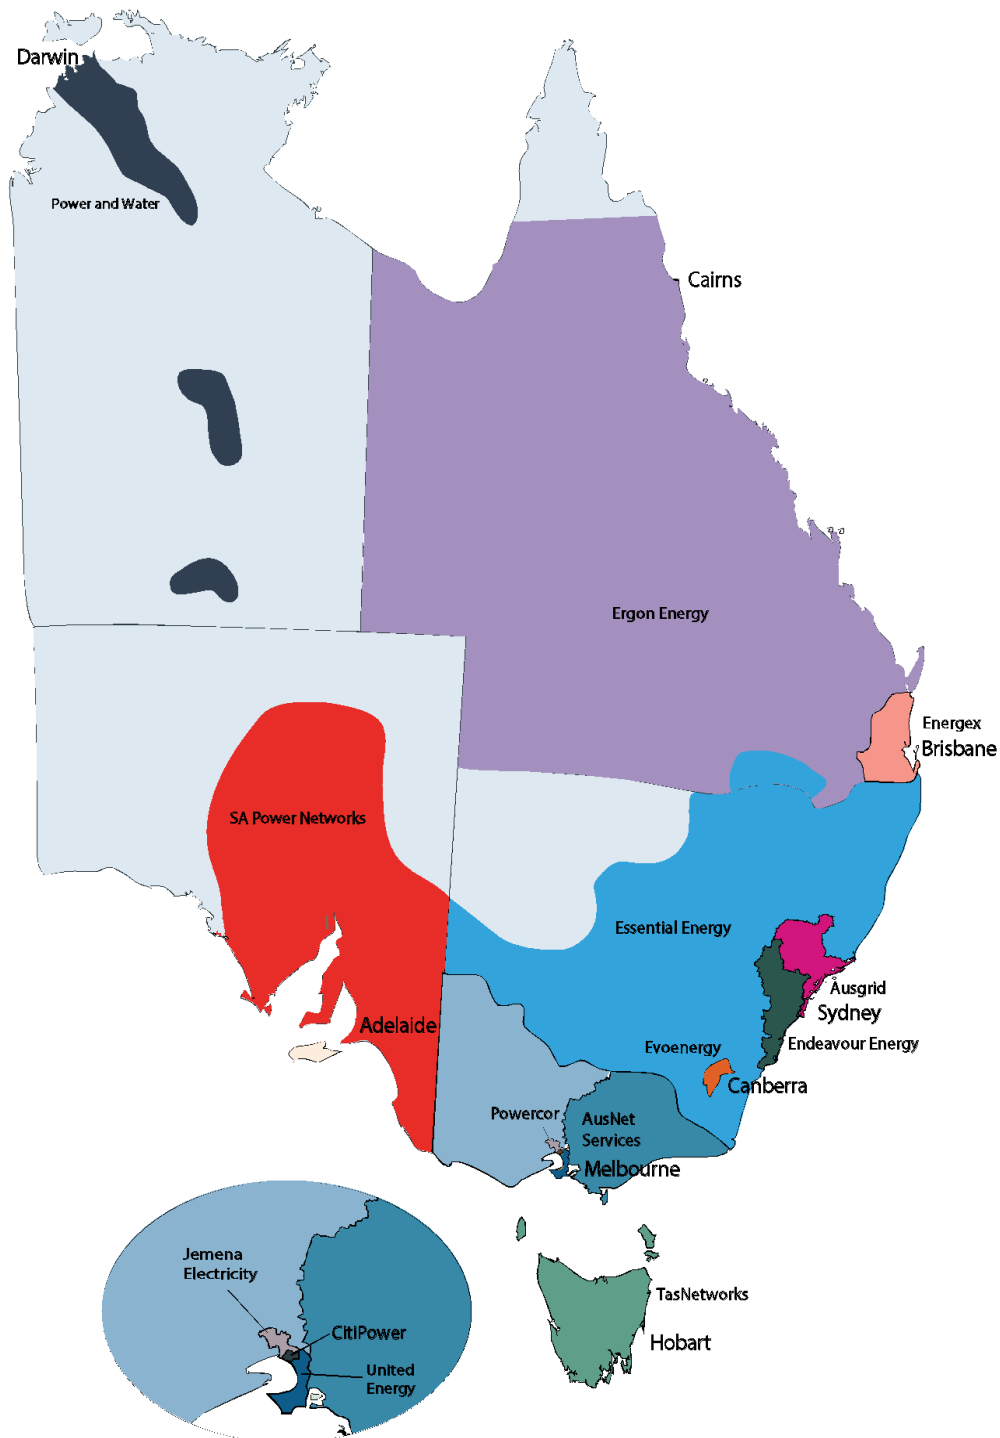 Darwin
Power and Water
Cairns
Ergon Energy
Energex
Brisbane
SA Power Networks
Essential Energy
Ausgrid
Sydney
Adelaide
Endeavour Energy
Evoenergy
Canberra
Powercor
AusNet
Services
Melbourne
Jemena
Electricity
TasNetworks
CitiPower
Hobart
United
Energy